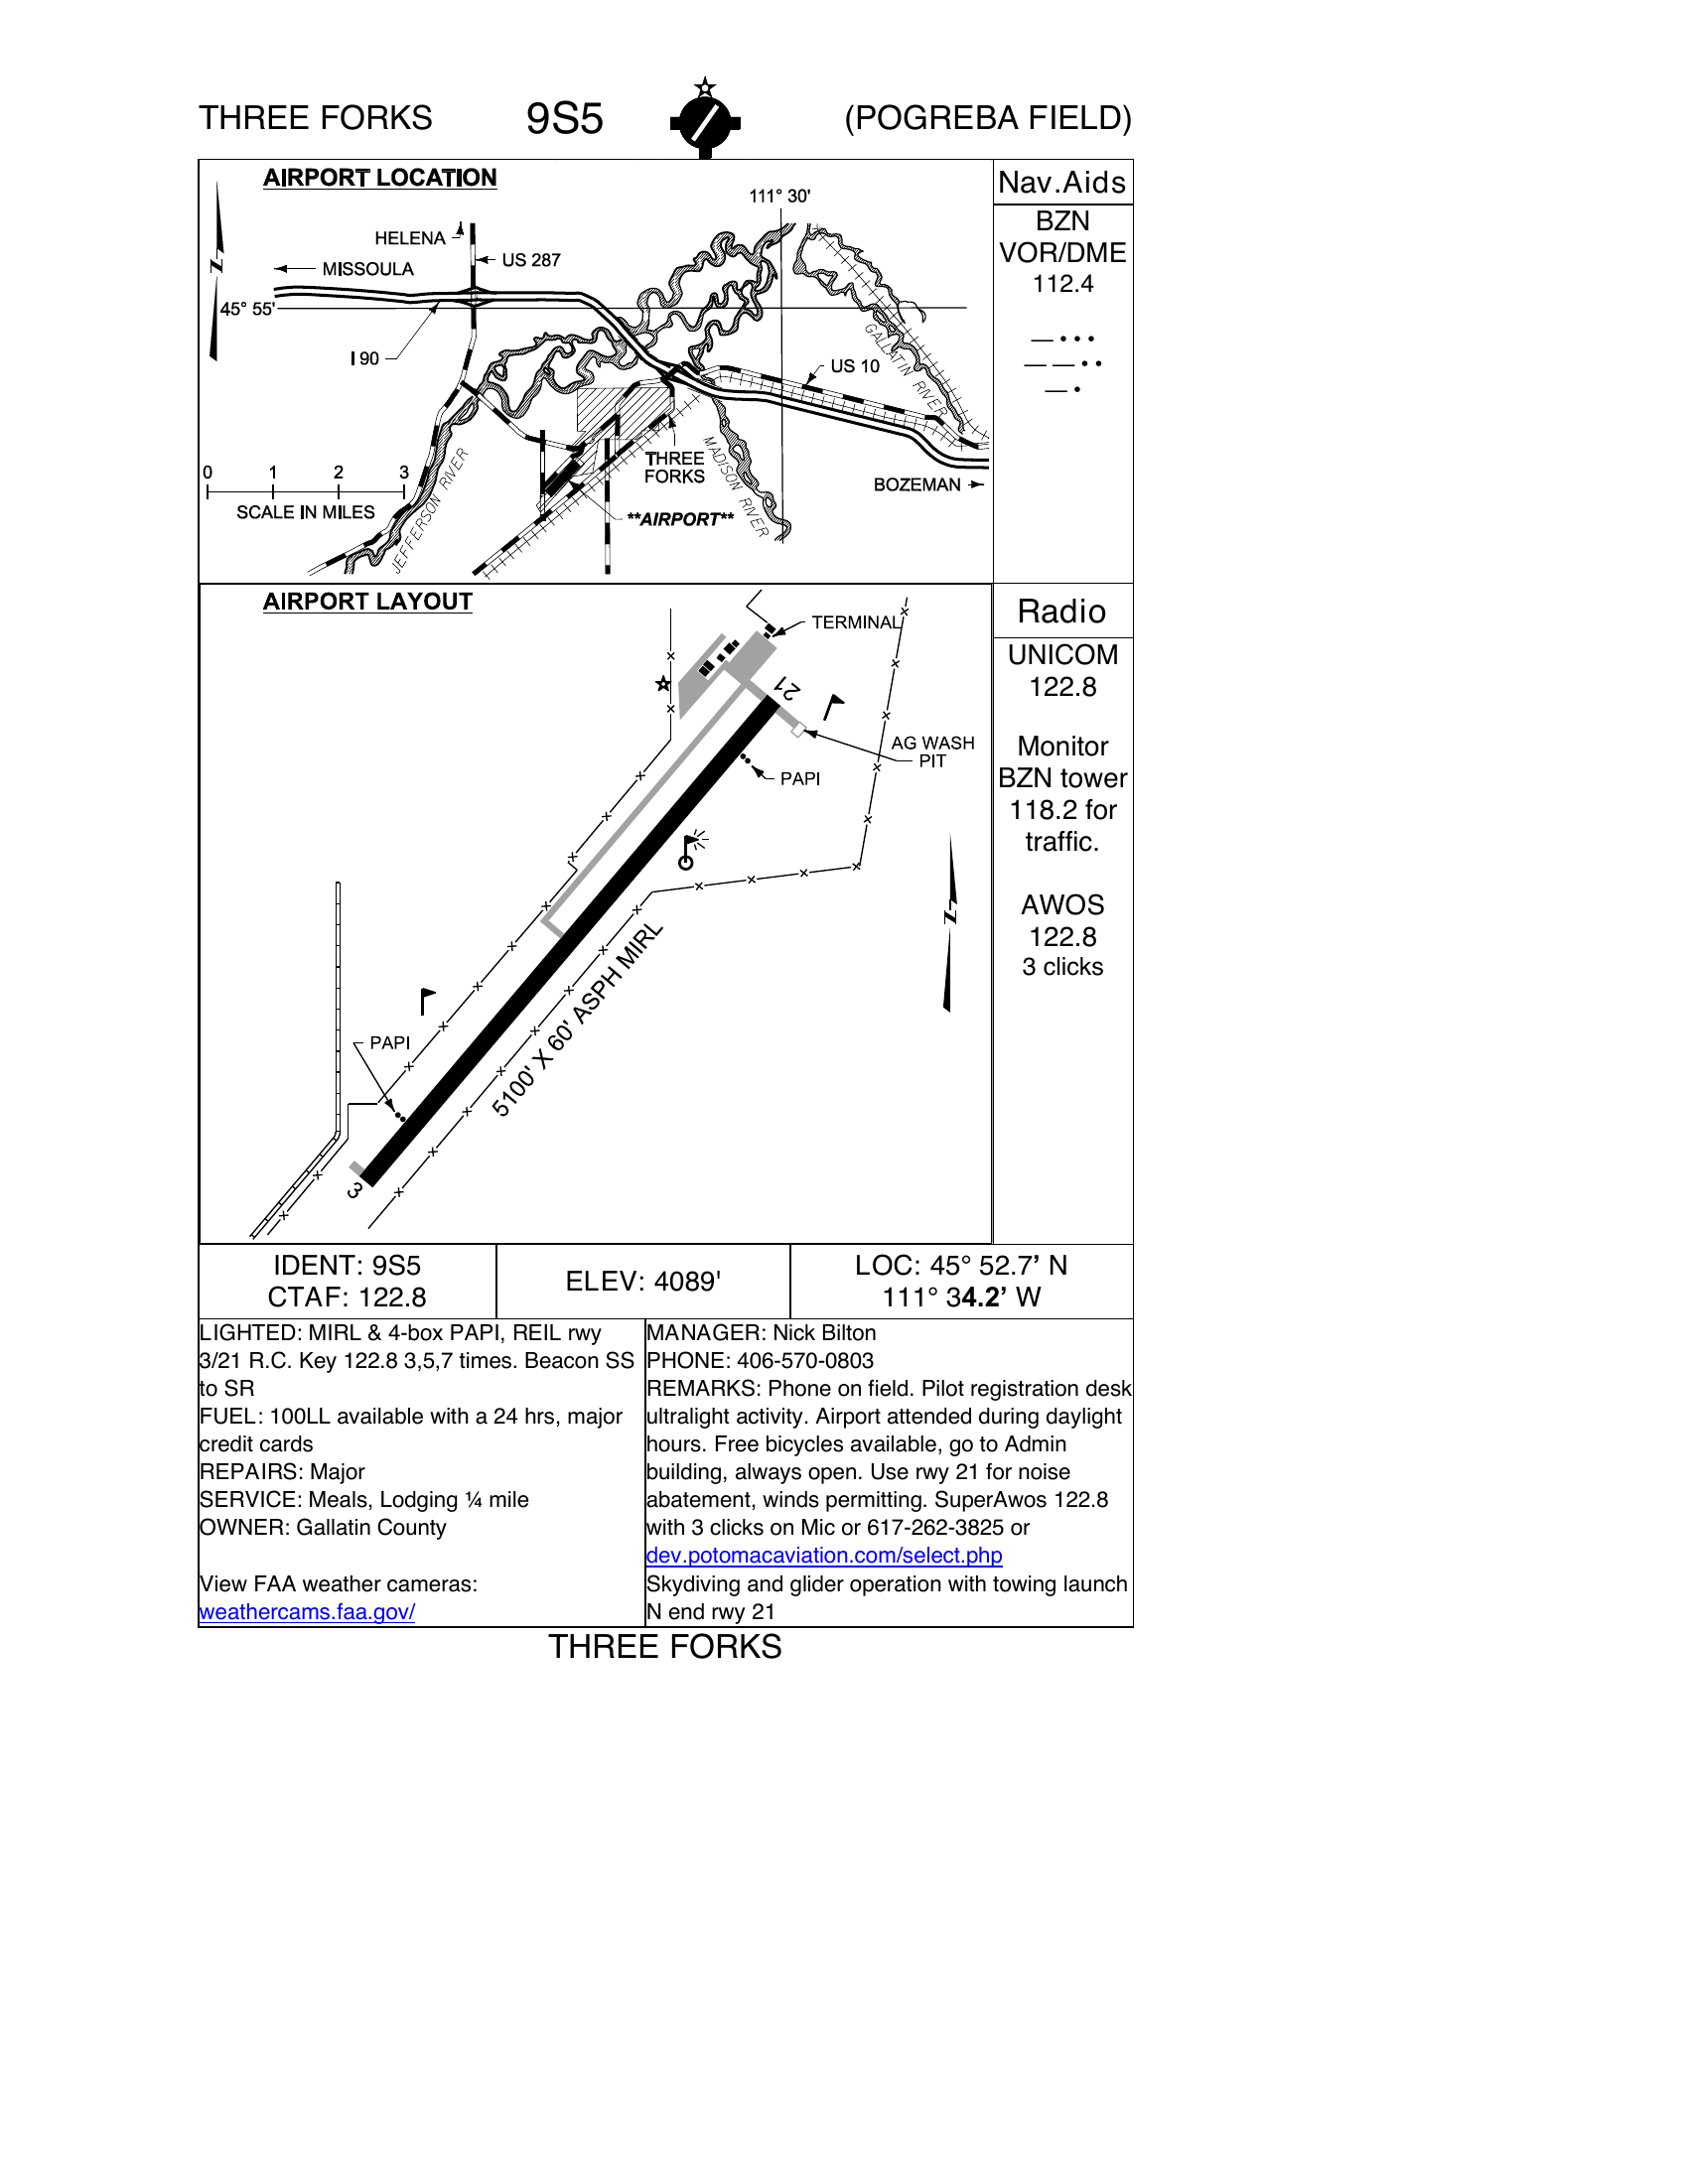 THREE FORKS 9S5 (POGREBA FIELD)
AIRPORT LOCATION
111° 30'
HELENA
US 287
MISSOULA
45° 55'
I 90
US 10
GALLATIN RIVER
0 1 2 3
SCALE IN MILES
JEFFERSON RIVER
THREE
FORKS
MADISON RIVER
BOZEMAN
**AIRPORT**
N
Nav.Aids
BZN
VOR/DME
112.4
AIRPORT LAYOUT
TERMINAL
21
AG WASH
PIT
PAPI
N
5100' X 60' ASPH MIRL
PAPI
3
Radio
UNICOM
122.8
Monitor
BZN tower
118.2 for
traffic.
AWOS
122.8
3 clicks
IDENT: 9S5
CTAF: 122.8
ELEV: 4089'
LOC: 45° 52.7’ N
111° 34.2’ W
LIGHTED: MIRL & 4-box PAPI, REIL rwy
3/21 R.C. Key 122.8 3,5,7 times. Beacon SS
to SR
FUEL: 100LL available with a 24 hrs, major
credit cards
REPAIRS: Major
SERVICE: Meals, Lodging ¼ mile
OWNER: Gallatin County
View FAA weather cameras:
weathercams.faa.gov/
MANAGER: Nick Bilton
PHONE: 406-570-0803
REMARKS: Phone on field. Pilot registration desk
ultralight activity. Airport attended during daylight
hours. Free bicycles available, go to Admin
building, always open. Use rwy 21 for noise
abatement, winds permitting. SuperAwos 122.8
with 3 clicks on Mic or 617-262-3825 or
dev.potomacaviation.com/select.php
Skydiving and glider operation with towing launch
N end rwy 21
THREE FORKS